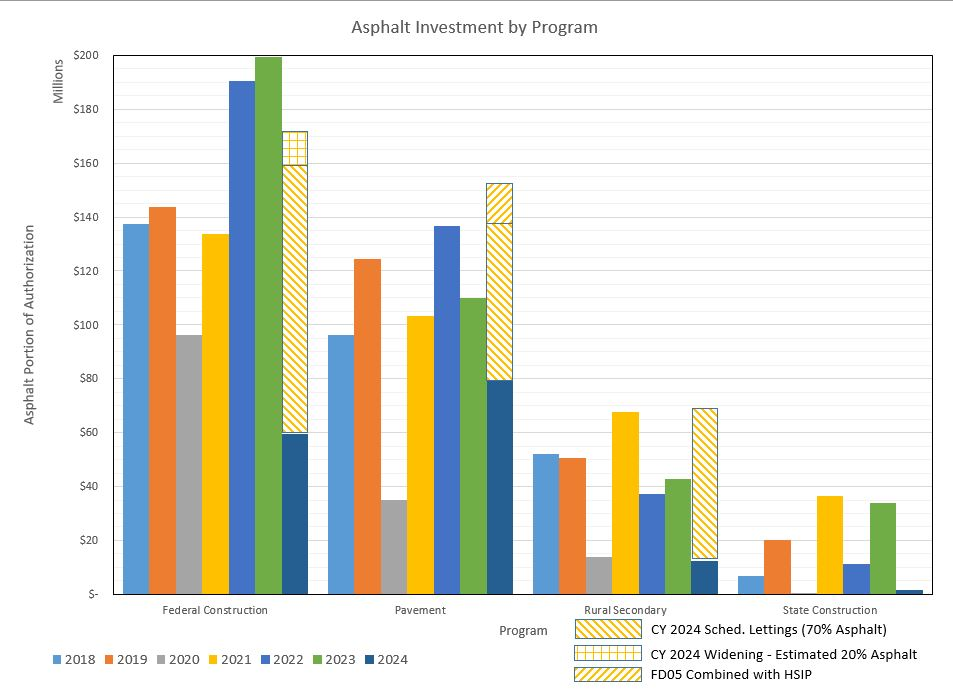 Asphalt Investment by Program
Millions
Asphalt Portion of Authorization
$200
$180
$160
$140
$120
$100
$80
$60
$40
$20
$-
Federal Construction Pavement Rural Secondary State Construction
Program
CY 2024 Sched. Lettings (70% Asphalt)
CY 2024 Widening - Estimated 20% Asphalt
FD05 Combined with HSIP
2018 2019 2020 2021 2022 2023 2024